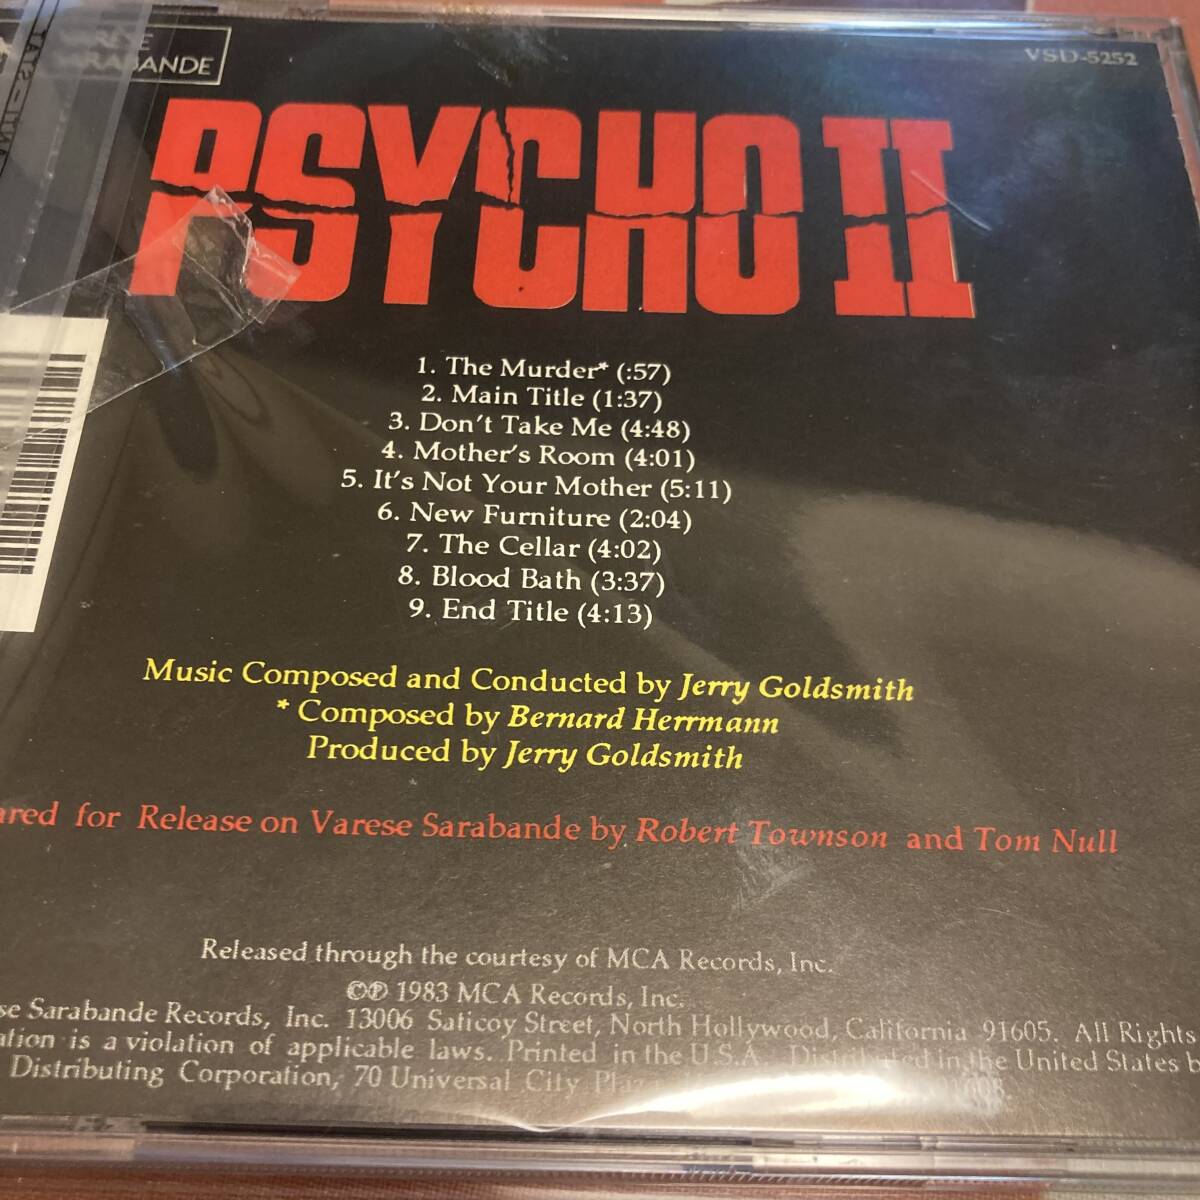 SARABANDE
VSD-5252
PSYCHO II
1. The Murder* (:57)
2. Main Title (1:37)
3. Don't Take Me (4:48)
4. Mother's Room (4:01)
5. It's Not Your Mother (5:11)
6. New Furniture (2:04)
7. The Cellar (4:02)
8. Blood Bath (3:37)
9. End Title (4:13)
Music Composed and Conducted by Jerry Goldsmith
* Composed by Bernard Herrmann
Produced by Jerry Goldsmith
for Release on Varese Sarabande by Robert Townson and Tom Null
Released through the courtesy of MCA Records, Inc.
©℗ 1983 MCA Records, Inc.
Sarabande Records, Inc. 13006 Saticoy Street, North Hollywood, California 91605. All Rights
is a violation of applicable laws. Printed in the U.S.A. Distributed in the United States
Distributing Corporation, 70 Universal City